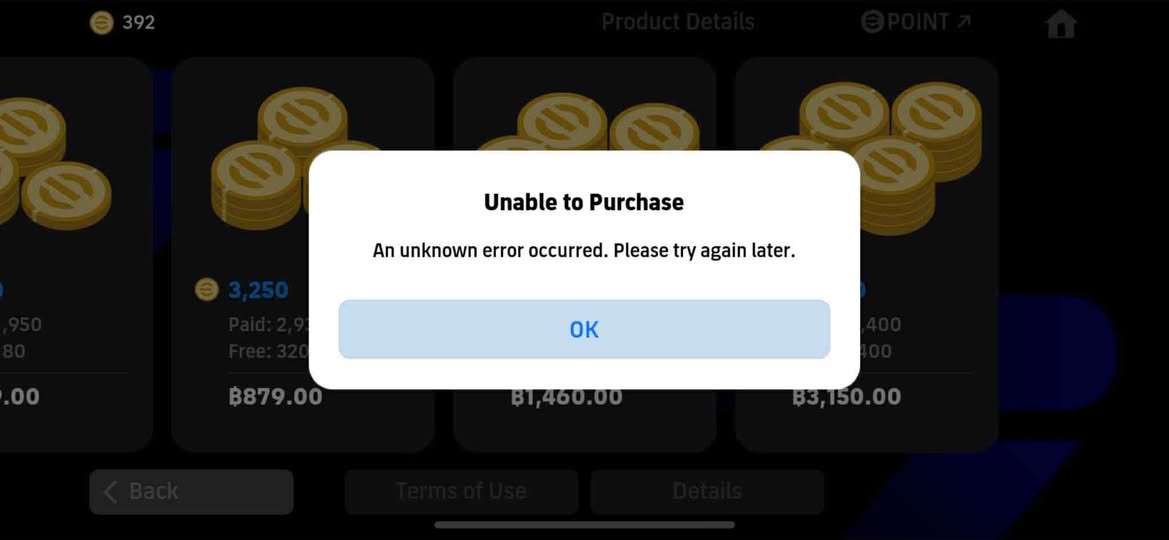 392
Product Details
POINT
Unable to Purchase
An unknown error occurred. Please try again later.
OK
,950
80
.00
3,250
Paid: 2,93
Free: 320
฿879.00
฿1,460.00
,400
400
฿3,150.00
Back
Terms of Use
Details